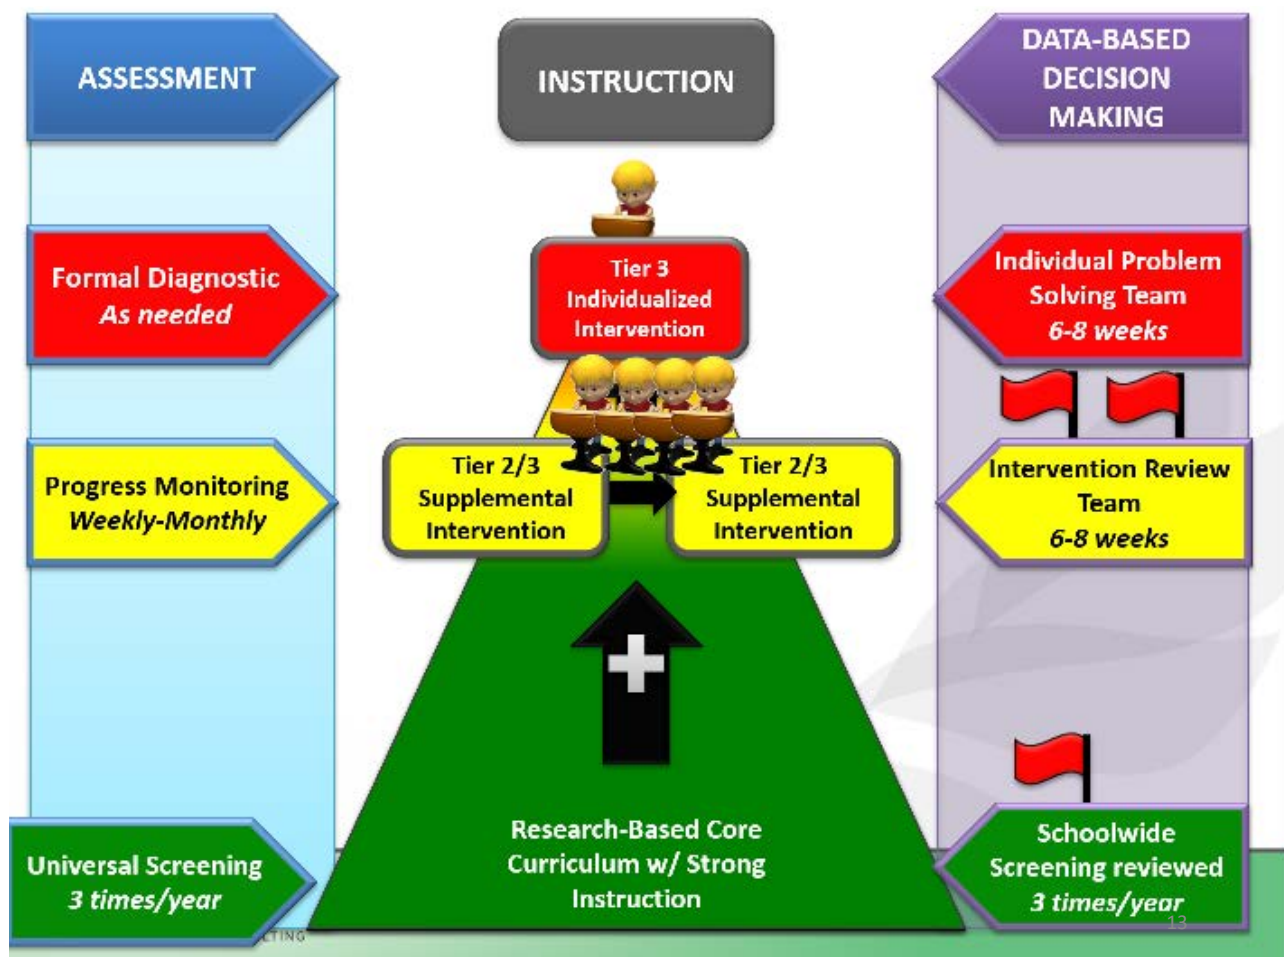 ASSESSMENT
INSTRUCTION
DATA-BASED
DECISION
MAKING
Formal Diagnostic
As needed
Tier 3
Individualized
Intervention
Individual Problem
Solving Team
6-8 weeks
Progress Monitoring
Weekly-Monthly
Tier 2/3
Supplemental
Intervention
Tier 2/3
Supplemental
Intervention
Intervention Review
Team
6-8 weeks
Universal Screening
3 times/year
Research-Based Core
Curriculum w/ Strong
Instruction
Schoolwide
Screening reviewed
3 times/year
13